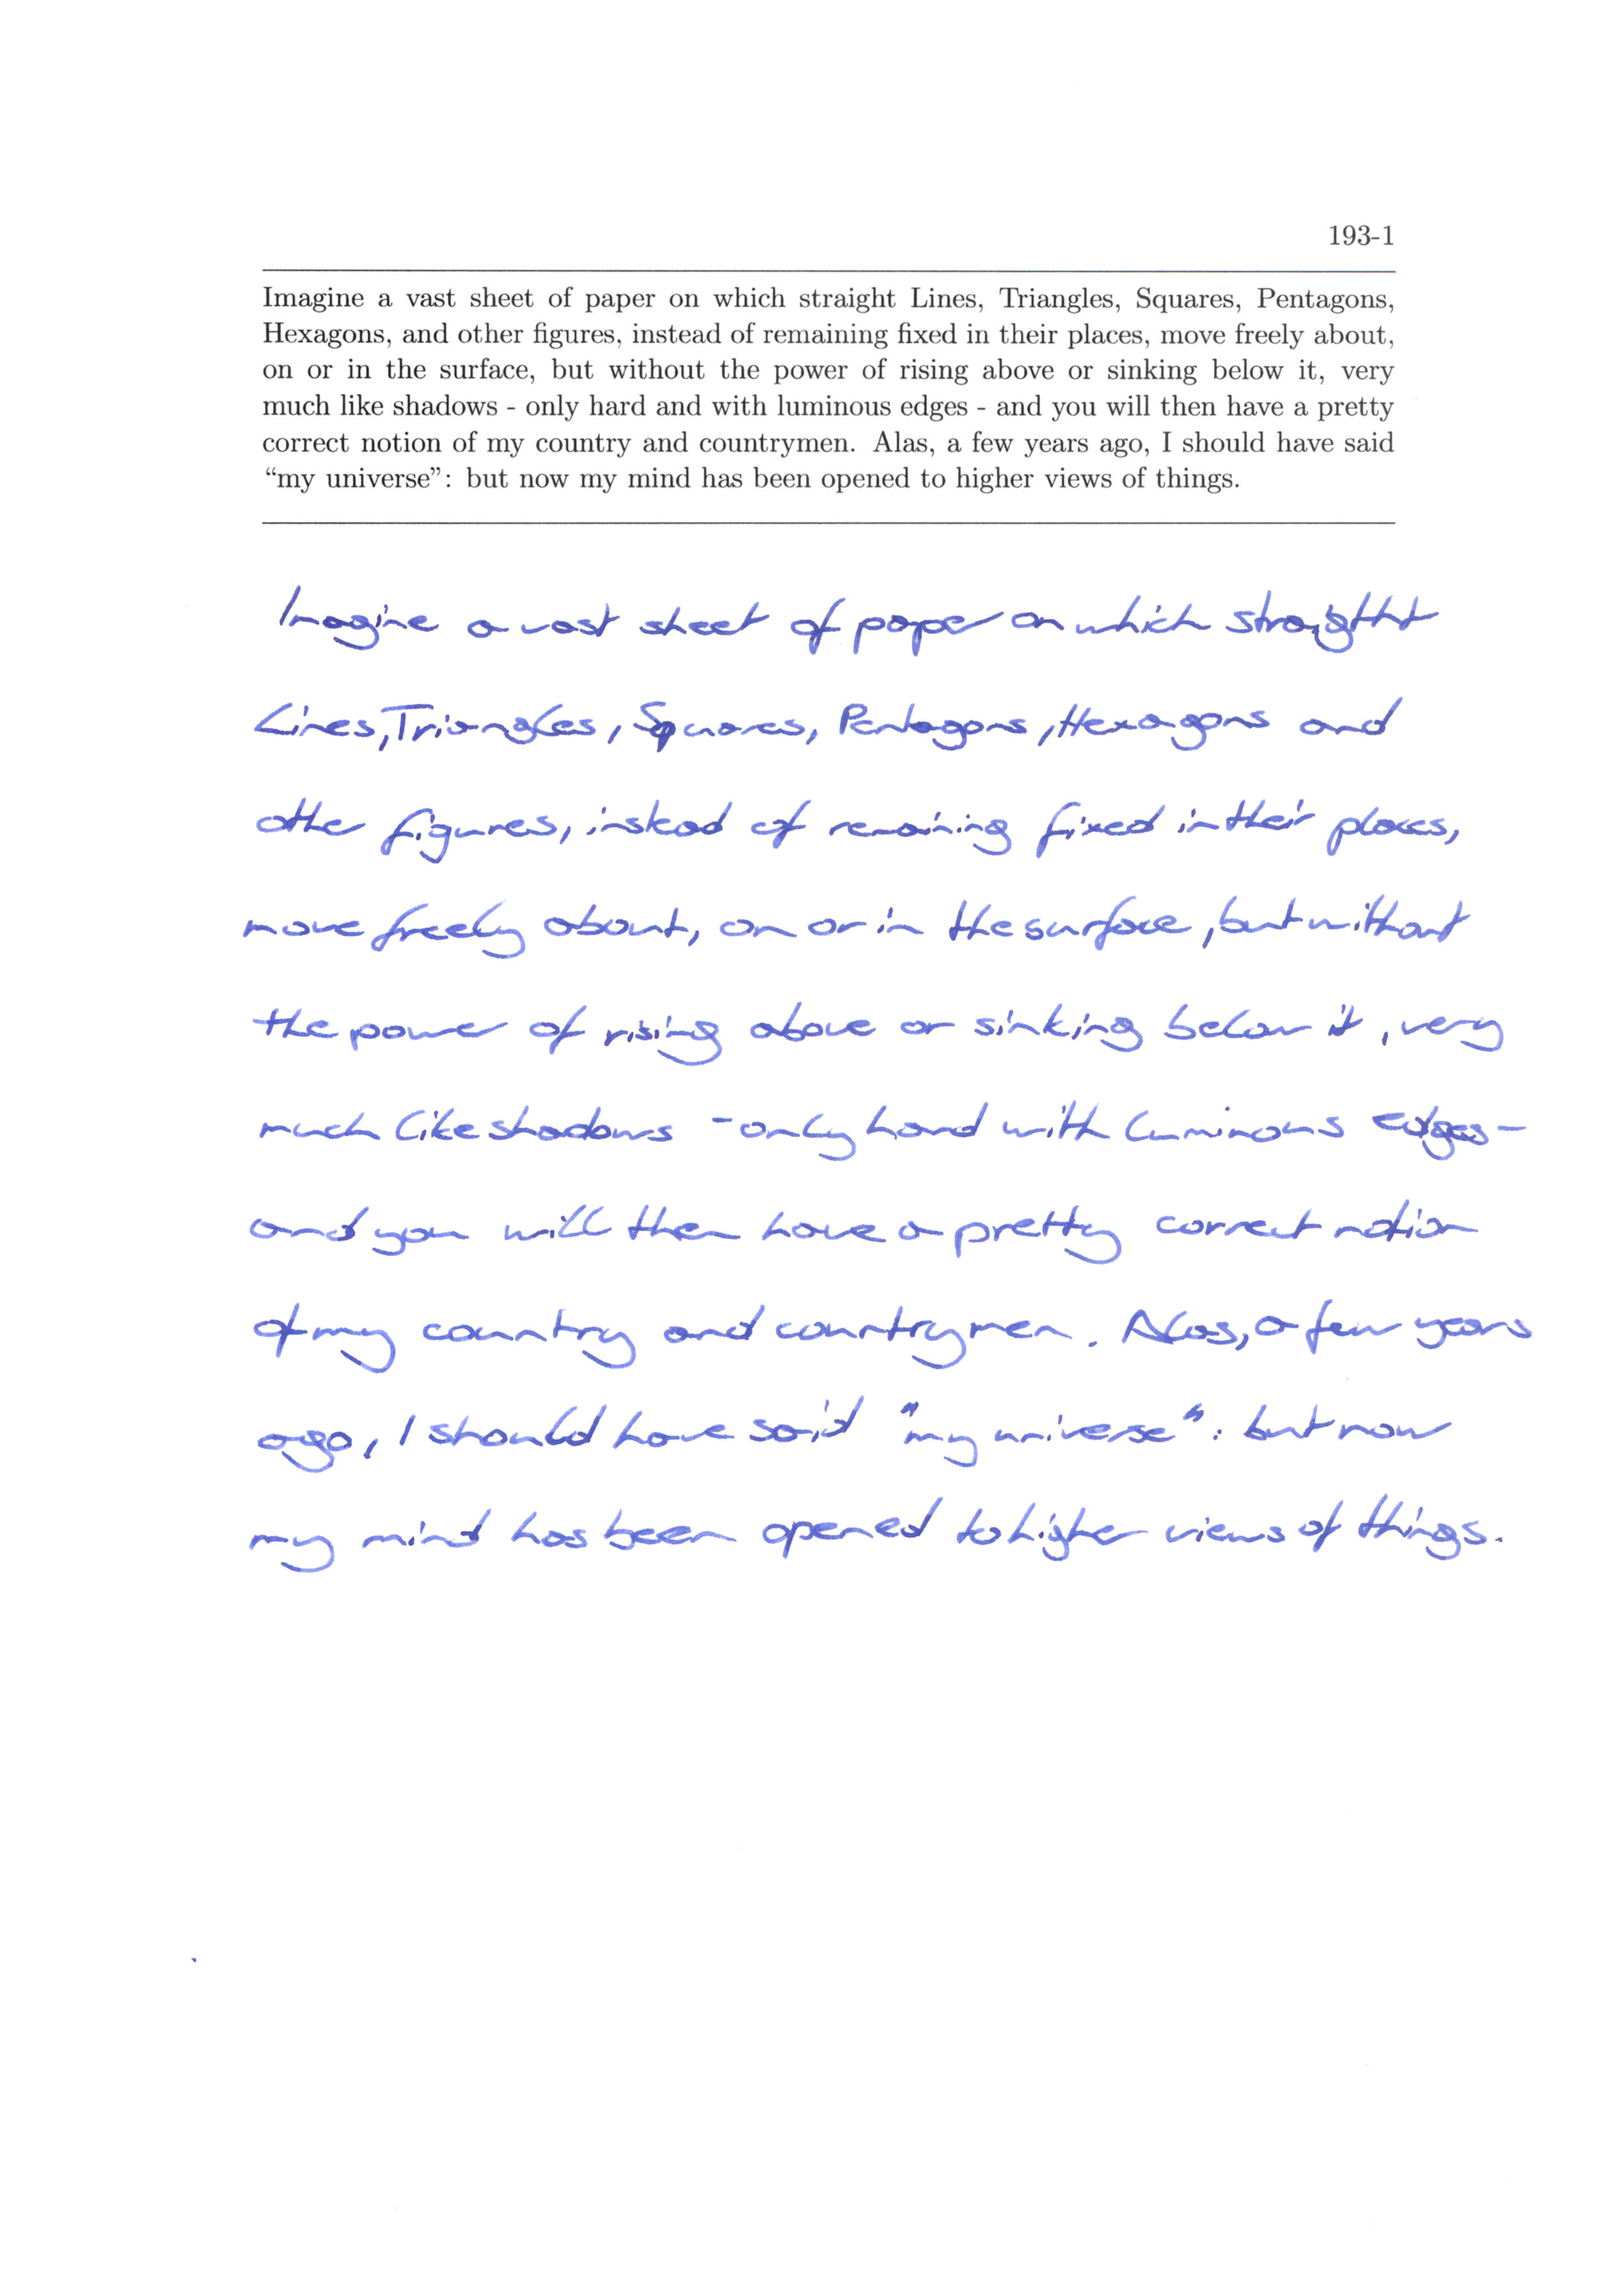 193-1
Imagine a vast sheet of paper on which straight Lines, Triangles, Squares, Pentagons,
Hexagons, and other figures, instead of remaining fixed in their places, move freely about,
on or in the surface, but without the power of rising above or sinking below it, very
much like shadows - only hard and with luminous edges - and you will then have a pretty
correct notion of my country and countrymen. Alas, a few years ago, I should have said
“my universe”: but now my mind has been opened to higher views of things.
Imagine a vast sheet of paper on which straightht
Lines, Triangles, Squares, Pentagons, Hexagons and
other figures, instead of remaining fixed in their places,
move freely about, on or in the surface, but without
the power of rising above or sinking below it, very
much like shadows - only hard with luminous edges -
and you will then have a pretty correct notion
of my country and countrymen. Alas, a few years
ago, I should have said "my universe": but now
my mind has been opened to higher views of things.